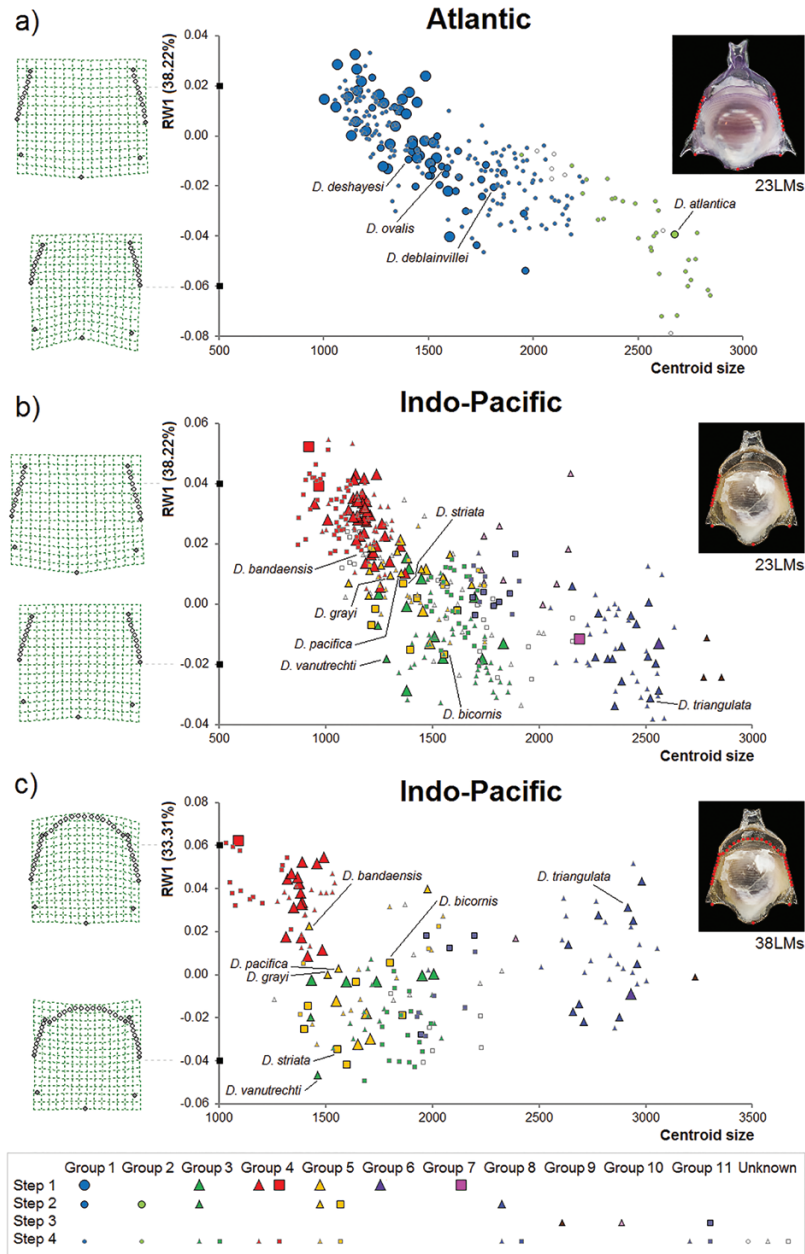 a)
Atlantic
RW1 (38.22%)
0.04
0.02
0.00
-0.02
-0.04
-0.06
-0.08
D. deshayesi
D. ovalis
D. deblainvillei
D. atlantica
23LMs
500
1000
1500
2000
2500
3000
Centroid size
b)
Indo-Pacific
RW1 (38.22%)
0.06
0.04
0.02
0.00
-0.02
-0.04
D. striata
D. bandaensis
D. grayi
D. pacifica
D. vanutrechti
D. bicornis
D. triangulata
23LMs
500
1000
1500
2000
2500
3000
Centroid size
c)
Indo-Pacific
RW1 (33.31%)
0.08
0.06
0.04
0.02
0.00
-0.02
-0.04
-0.06
D. bandaensis
D. bicornis
D. triangulata
D. pacifica
D. grayi
D. striata
D. vanutrechti
38LMs
1000
1500
2000
2500
3000
3500
Centroid size
Group 1 Group 2 Group 3 Group 4 Group 5 Group 6 Group 7 Group 8 Group 9 Group 10 Group 11 Unknown
Step 1
Step 2
Step 3
Step 4